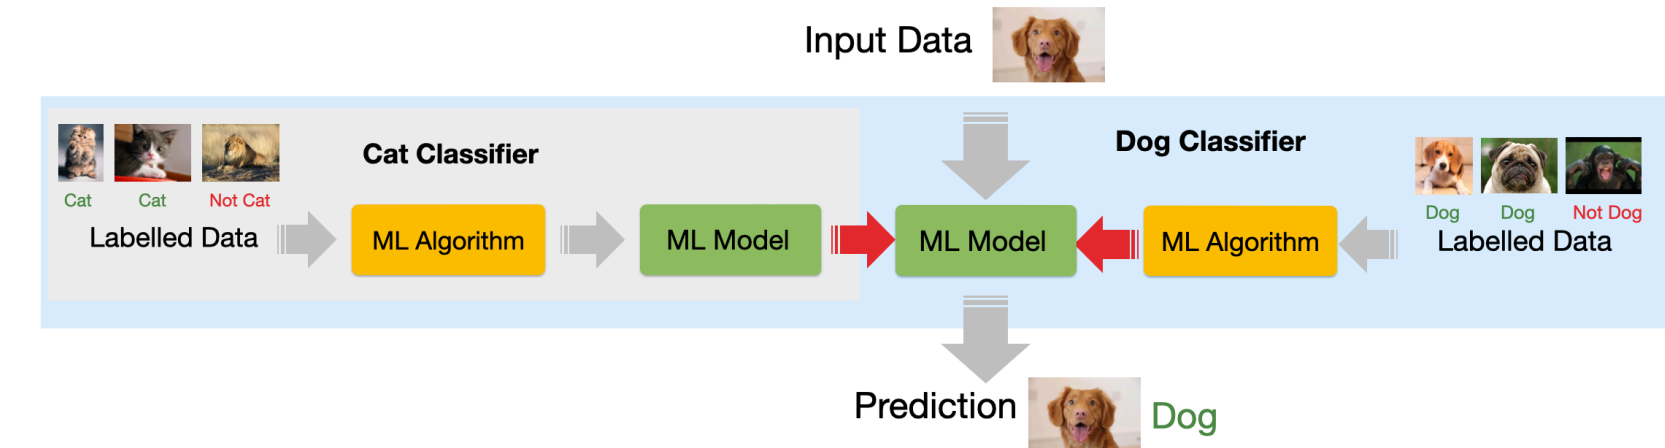 Input Data
Cat Classifier
Dog Classifier
Cat Cat Not Cat
Labelled Data
ML Algorithm
ML Model
ML Model
ML Algorithm
Dog Dog Not Dog
Labelled Data
Prediction
Dog